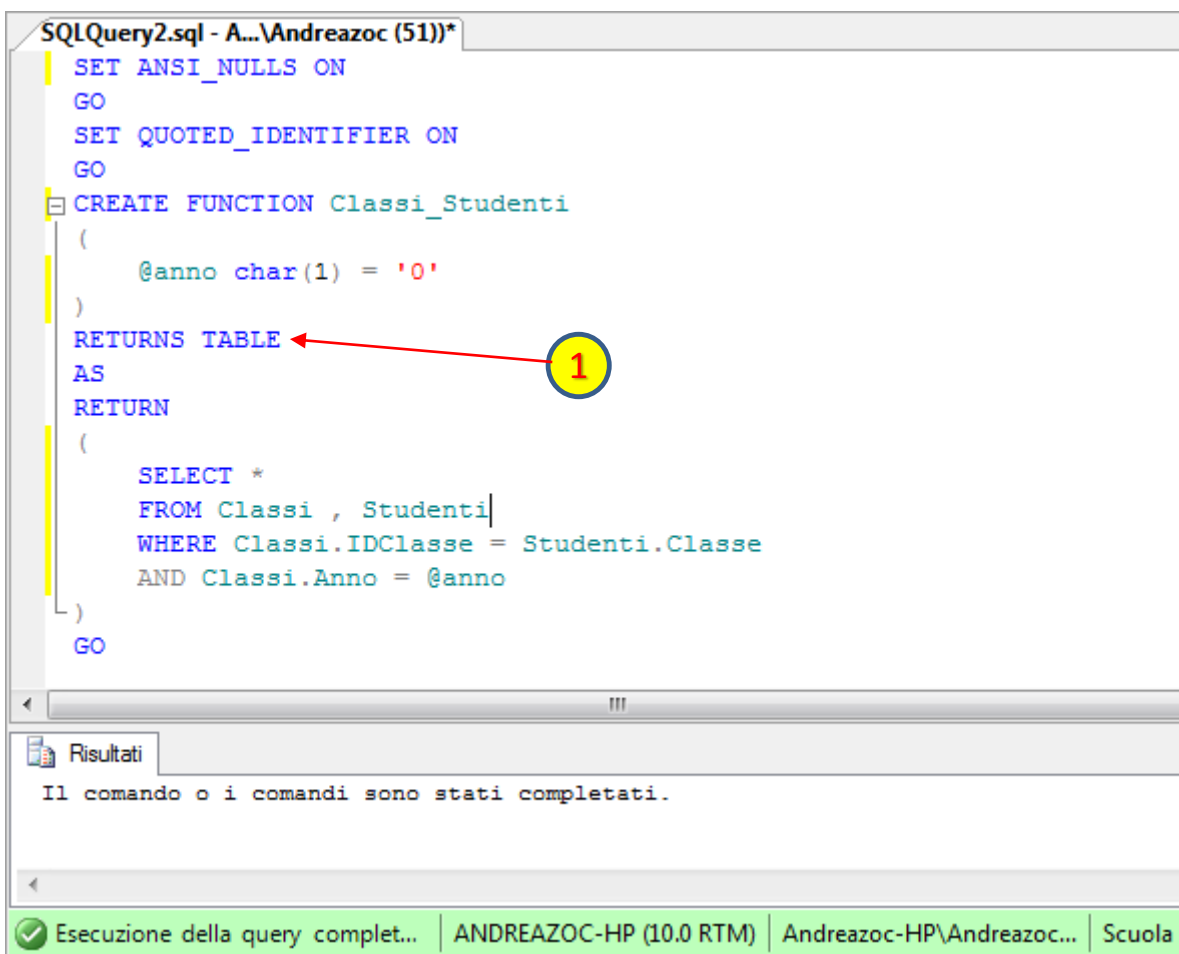 SQLQuery2.sql - A...\Andreazoc (51))*
SET ANSI_NULLS ON
GO
SET QUOTED_IDENTIFIER ON
GO
CREATE FUNCTION Classi_Studenti
(
@anno char(1) = '0'
)
RETURNS TABLE
1
AS
RETURN
(
SELECT *
FROM Classi , Studenti
WHERE Classi.IDClasse = Studenti.Classe
AND Classi.Anno = @anno
)
GO
Risultati
Il comando o i comandi sono stati completati.
Esecuzione della query complet... ANDREAZOC-HP (10.0 RTM) Andreazoc-HP\Andreazoc... Scuola